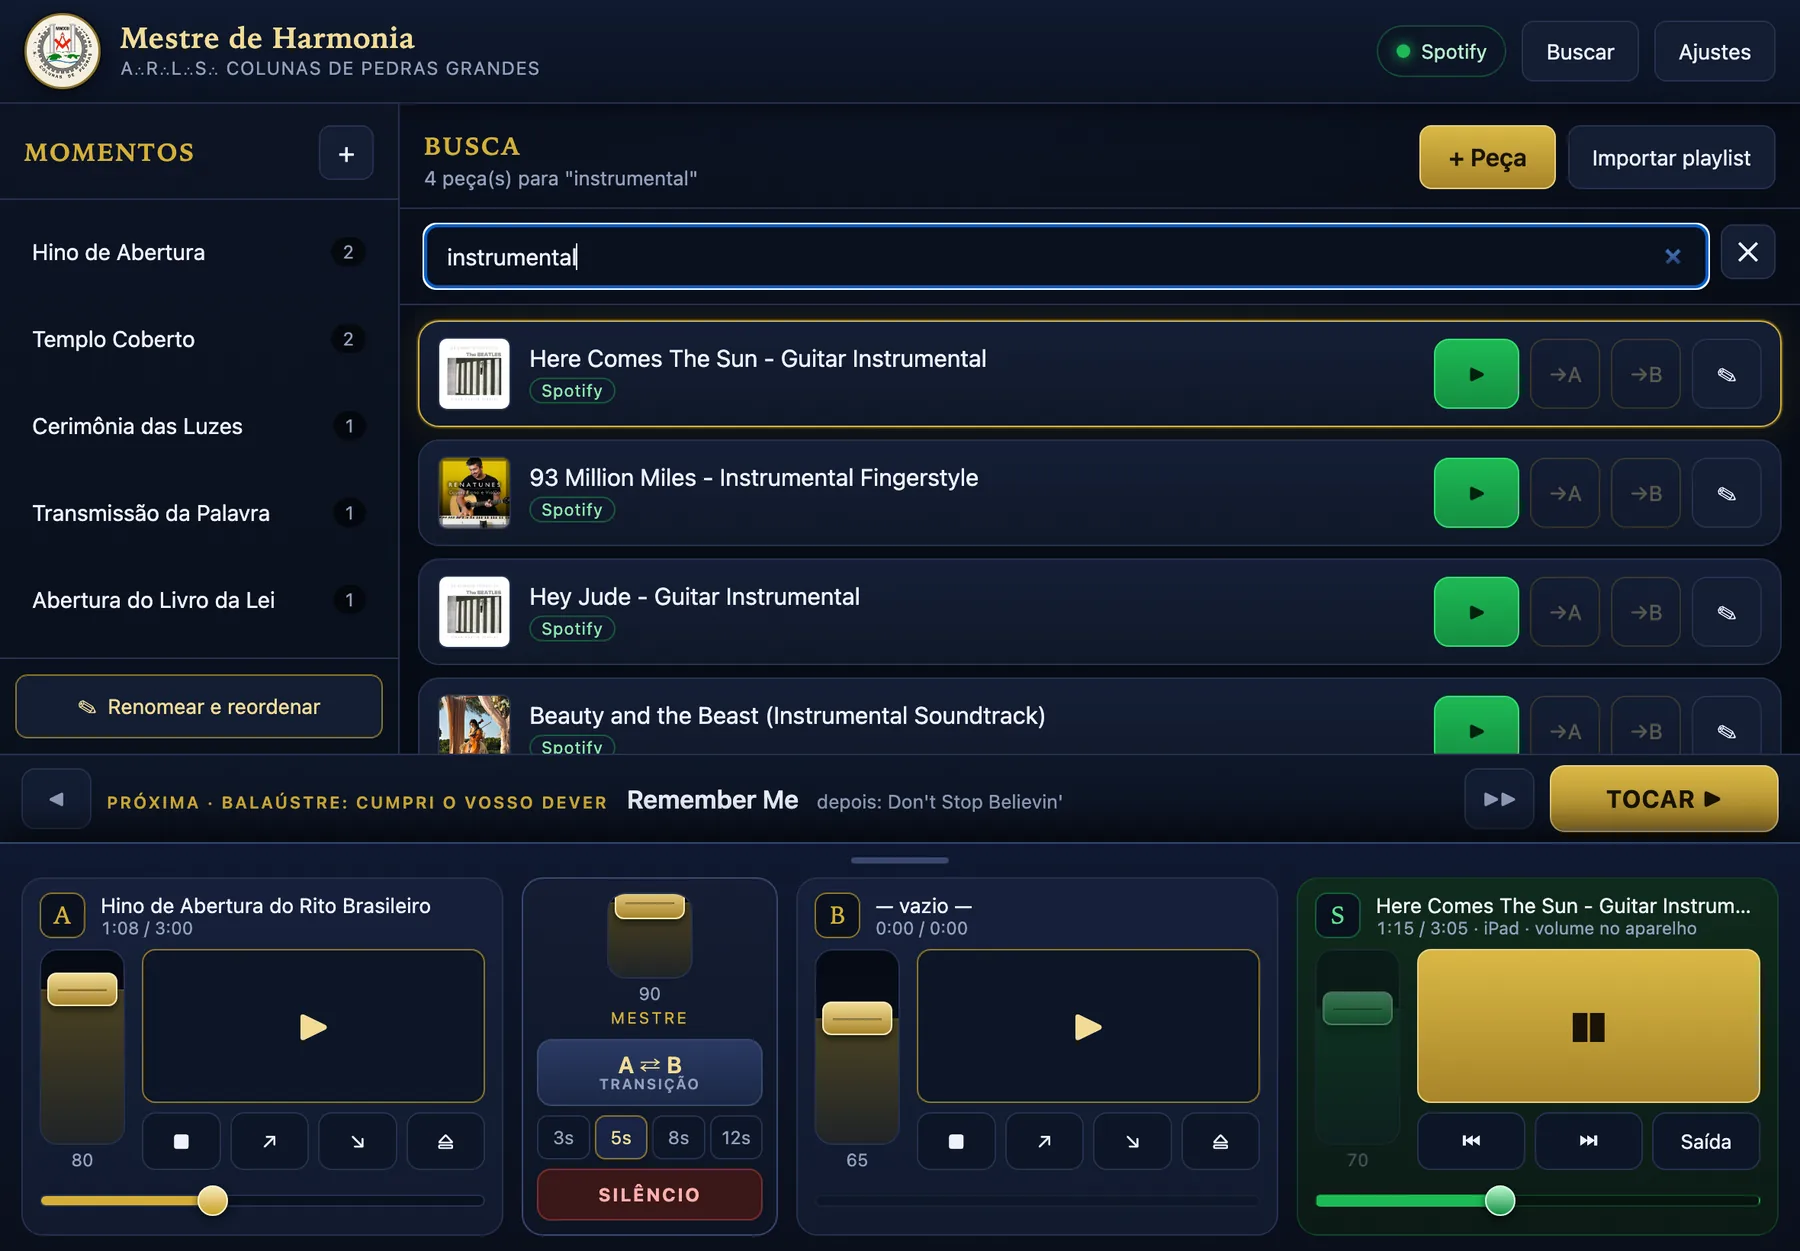 Mestre de Harmonia
A∴R∴L∴S∴ COLUNAS DE PEDRAS GRANDES
Spotify
Buscar
Ajustes
MOMENTOS
+
Hino de Abertura 2
Templo Coberto 2
Cerimônia das Luzes 1
Transmissão da Palavra 1
Abertura do Livro da Lei 1
✎ Renomear e reordenar
BUSCA
4 peça(s) para "instrumental"
+ Peça
Importar playlist
instrumental
Here Comes The Sun - Guitar Instrumental
Spotify
→A →B
93 Million Miles - Instrumental Fingerstyle
Spotify
→A →B
RENATUNES
Hey Jude - Guitar Instrumental
Spotify
→A →B
Beauty and the Beast (Instrumental Soundtrack)
Spotify
→A →B
PRÓXIMA · BALAÚSTRE: CUMPRI O VOSSO DEVER Remember Me depois: Don't Stop Believin'
TOCAR ▶
A
Hino de Abertura do Rito Brasileiro
1:08 / 3:00
80
90
MESTRE
A ⇄ B
TRANSIÇÃO
3s 5s 8s 12s
SILÊNCIO
B
— vazio —
0:00 / 0:00
65
S
Here Comes The Sun - Guitar Instrum...
1:15 / 3:05 · iPad · volume no aparelho
70
Saída